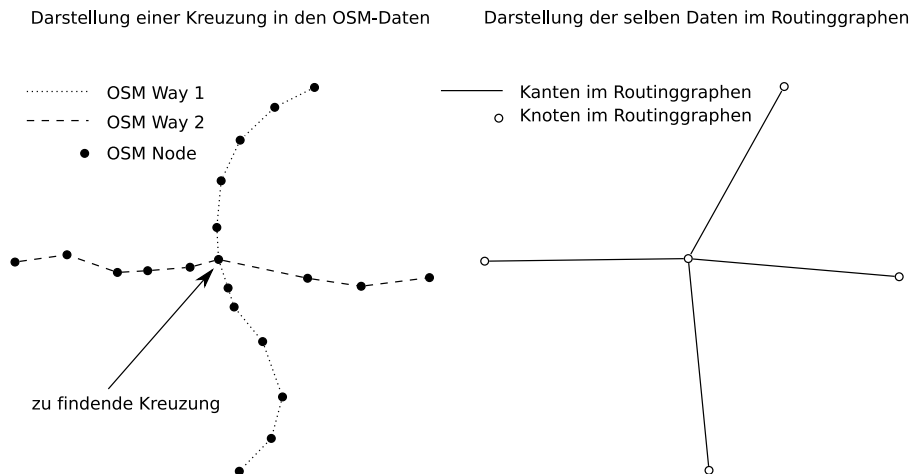 Darstellung einer Kreuzung in den OSM-Daten
Darstellung der selben Daten im Routinggraphen
OSM Way 1
OSM Way 2
OSM Node
Kanten im Routinggraphen
Knoten im Routinggraphen
zu findende Kreuzung